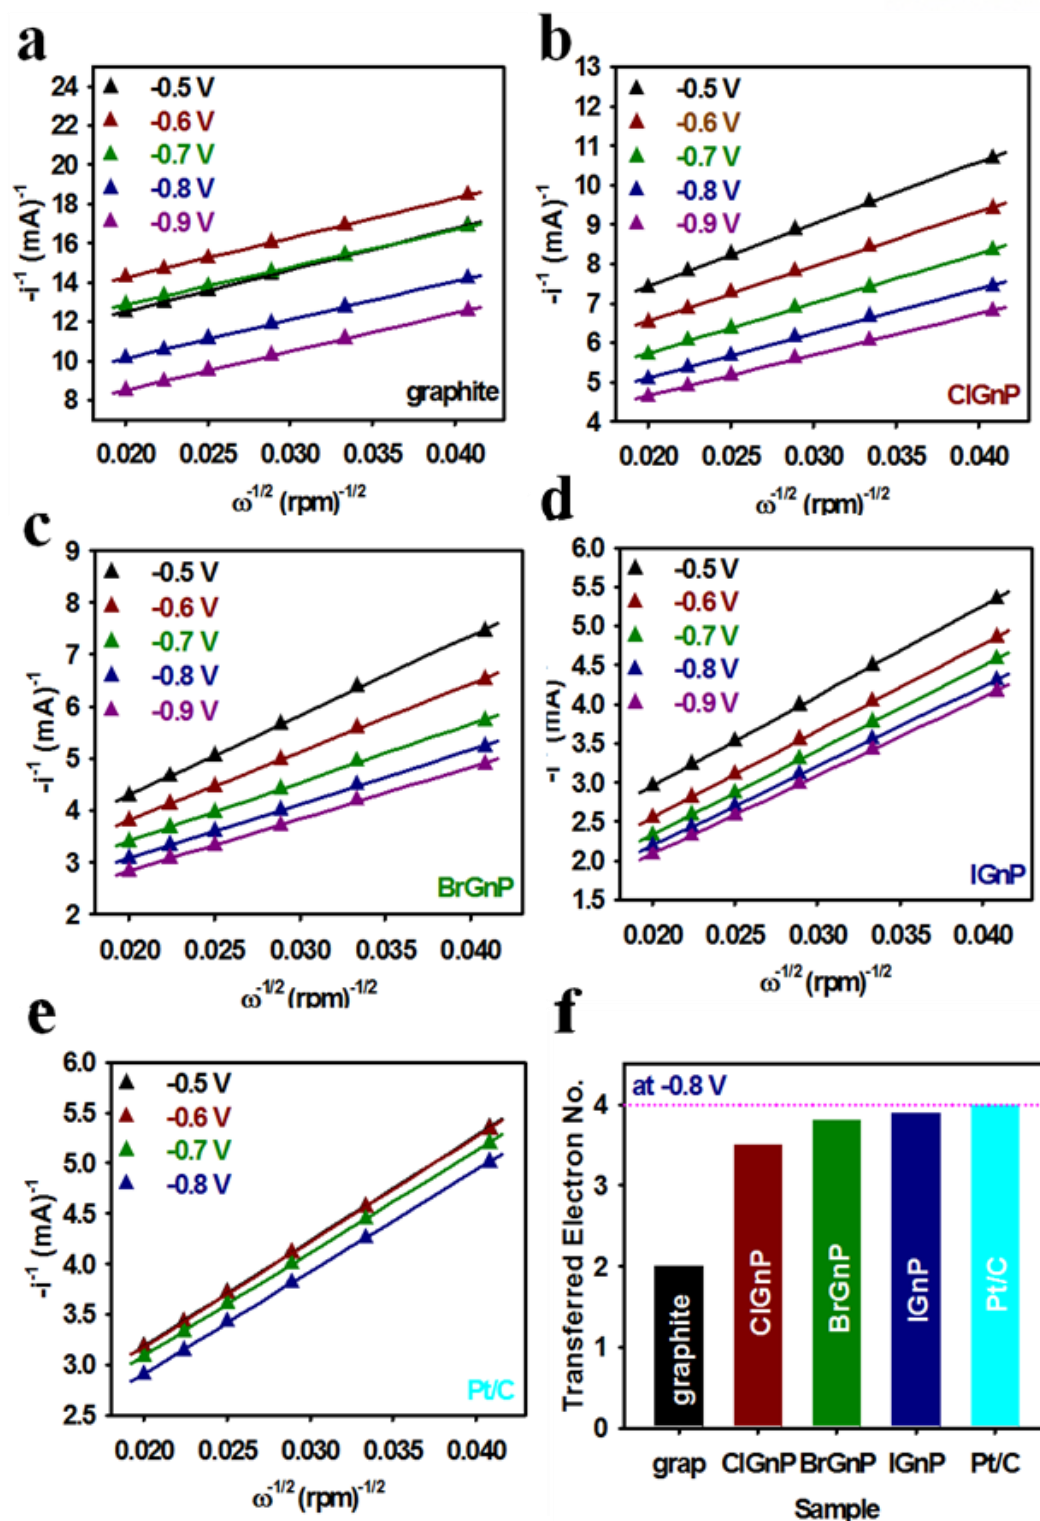 a
24
22
20
18
16
14
12
10
8
-i⁻¹ (mA)⁻¹
-0.5 V
-0.6 V
-0.7 V
-0.8 V
-0.9 V
graphite
0.020 0.025 0.030 0.035 0.040
ω⁻¹/² (rpm)⁻¹/²
b
13
12
11
10
9
8
7
6
5
4
-i⁻¹ (mA)⁻¹
-0.5 V
-0.6 V
-0.7 V
-0.8 V
-0.9 V
ClGnP
0.020 0.025 0.030 0.035 0.040
ω⁻¹/² (rpm)⁻¹/²
c
9
8
7
6
5
4
3
2
-i⁻¹ (mA)⁻¹
-0.5 V
-0.6 V
-0.7 V
-0.8 V
-0.9 V
BrGnP
0.020 0.025 0.030 0.035 0.040
ω⁻¹/² (rpm)⁻¹/²
d
6.0
5.5
5.0
4.5
4.0
3.5
3.0
2.5
2.0
1.5
(mA)
-0.5 V
-0.6 V
-0.7 V
-0.8 V
-0.9 V
IGnP
0.020 0.025 0.030 0.035 0.040
ω⁻¹/² (rpm)⁻¹/²
e
6.0
5.5
5.0
4.5
4.0
3.5
3.0
2.5
-i⁻¹ (mA)⁻¹
-0.5 V
-0.6 V
-0.7 V
-0.8 V
Pt/C
0.020 0.025 0.030 0.035 0.040
ω⁻¹/² (rpm)⁻¹/²
f
at -0.8 V
4
3
2
1
0
Transferred Electron No.
graphite
ClGnP
BrGnP
IGnP
Pt/C
grap ClGnP BrGnP IGnP Pt/C
Sample